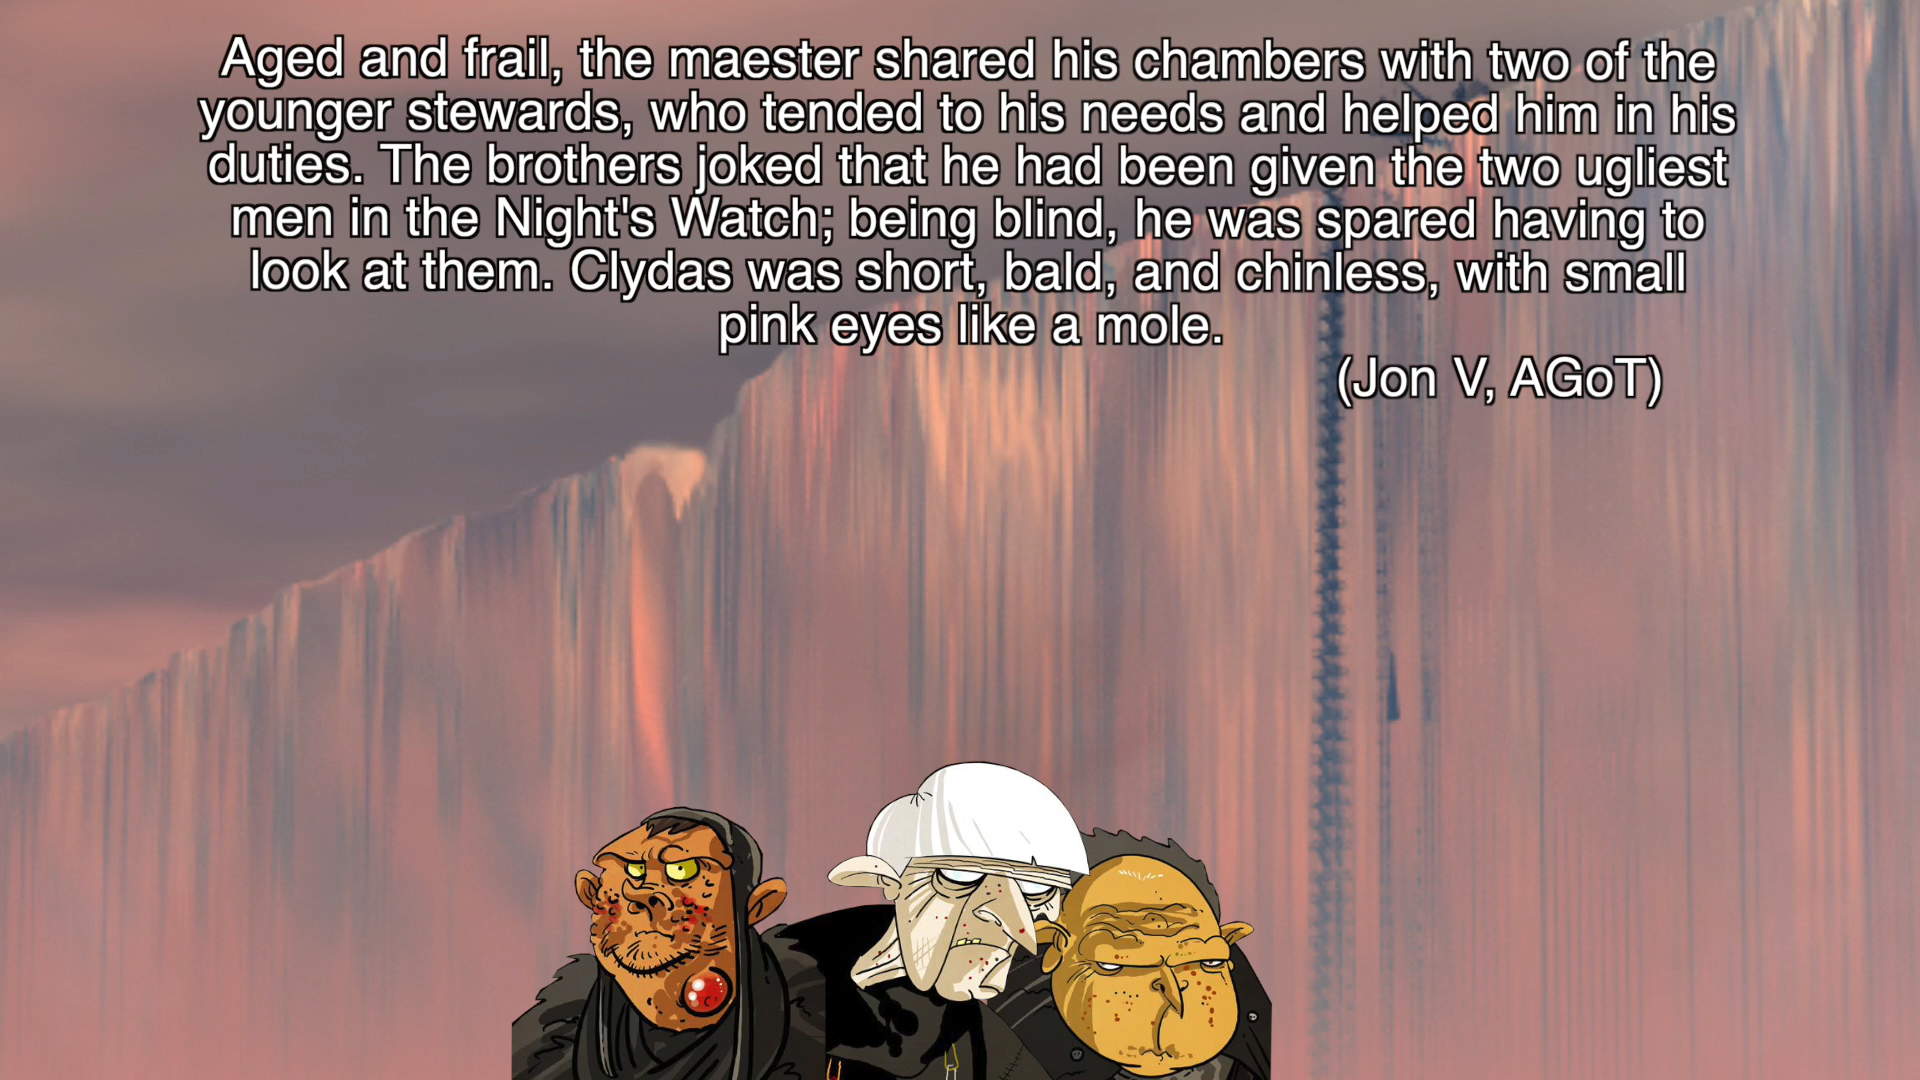 Aged and frail, the maester shared his chambers with two of the
younger stewards, who tended to his needs and helped him in his
duties. The brothers joked that he had been given the two ugliest
men in the Night's Watch; being blind, he was spared having to
look at them. Clydas was short, bald, and chinless, with small
pink eyes like a mole.
(Jon V, AGoT)